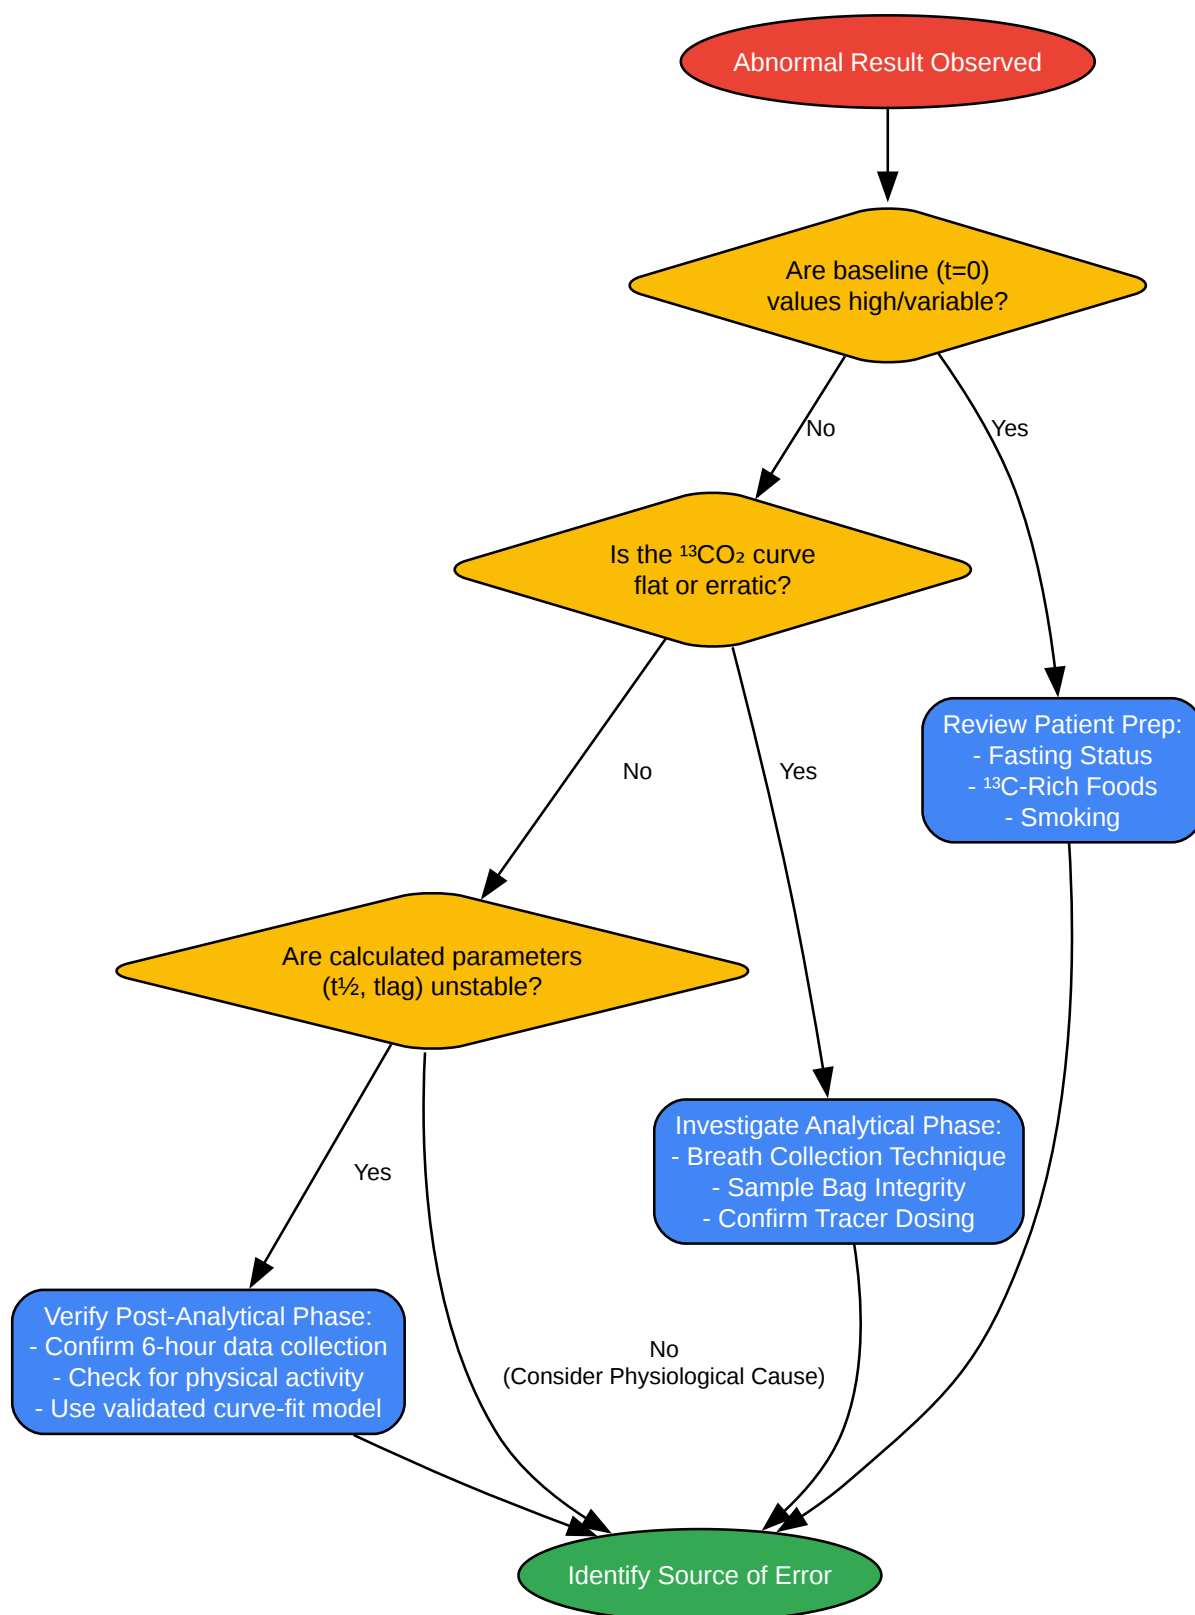 Abnormal Result Observed
Are baseline (t=0)
values high/variable?
No
Yes
Is the ¹³CO₂ curve
flat or erratic?
Review Patient Prep:
- Fasting Status
- ¹³C-Rich Foods
- Smoking
No
Yes
Are calculated parameters
(t½, tlag) unstable?
Investigate Analytical Phase:
- Breath Collection Technique
- Sample Bag Integrity
- Confirm Tracer Dosing
Yes
Verify Post-Analytical Phase:
- Confirm 6-hour data collection
- Check for physical activity
- Use validated curve-fit model
No
(Consider Physiological Cause)
Identify Source of Error